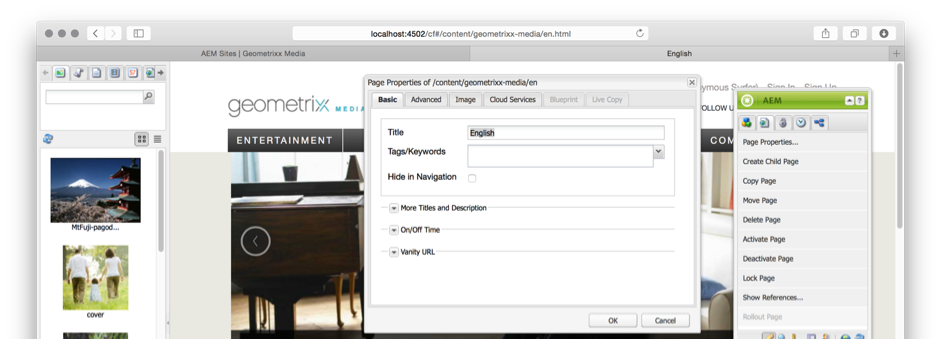 localhost:4502/cf#/content/geometrixx-media/en.html
AEM Sites | Geometrixx Media
English
Page Properties of /content/geometrixx-media/en
Basic
Advanced
Image
Cloud Services
Blueprint
Live Copy
Title
English
Tags/Keywords
Hide in Navigation
More Titles and Description
On/Off Time
Vanity URL
OK
Cancel
geometrixx MEDIA
ENTERTAINMENT
Sign In
Sign Up
OLLOW U
COM
MtFuji-pagod...
cover
AEM
?
Page Properties...
Create Child Page
Copy Page
Move Page
Delete Page
Activate Page
Deactivate Page
Lock Page
Show References...
Rollout Page